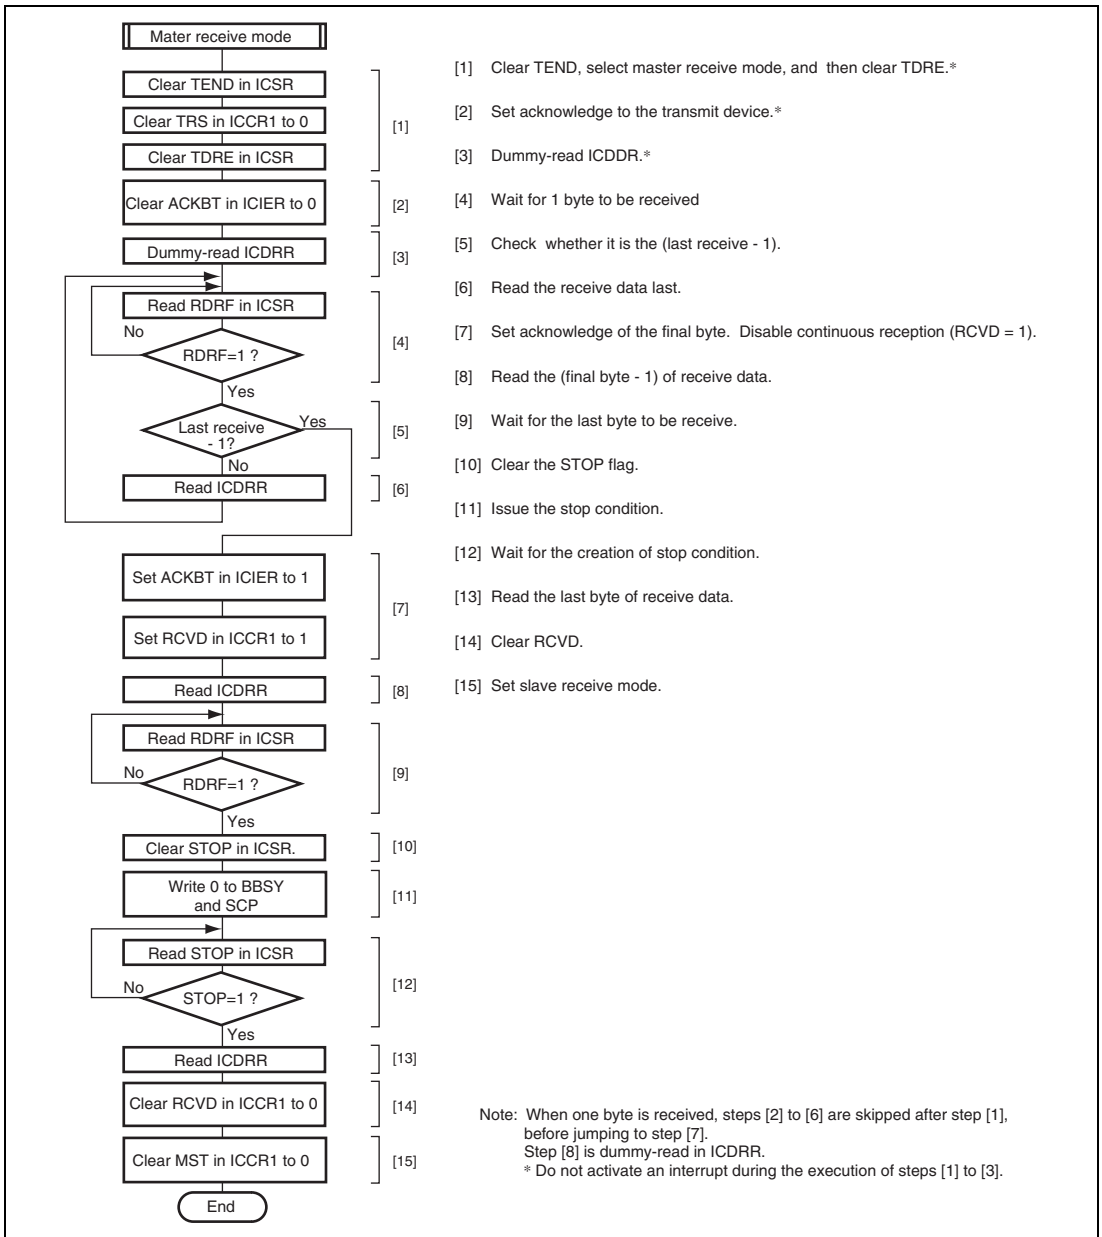 Mater receive mode
Clear TEND in ICSR
Clear TRS in ICCR1 to 0
Clear TDRE in ICSR
[1]
Clear ACKBT in ICIER to 0
[2]
Dummy-read ICDRR
[3]
Read RDRF in ICSR
No
RDRF=1 ?
[4]
Yes
Last receive
- 1?
Yes
[5]
No
Read ICDRR
[6]
Set ACKBT in ICIER to 1
[7]
Set RCVD in ICCR1 to 1
Read ICDRR
[8]
Read RDRF in ICSR
No
RDRF=1 ?
[9]
Yes
Clear STOP in ICSR.
[10]
Write 0 to BBSY
and SCP
[11]
Read STOP in ICSR
No
STOP=1 ?
[12]
Yes
Read ICDRR
[13]
Clear RCVD in ICCR1 to 0
[14]
Clear MST in ICCR1 to 0
[15]
End
[1] Clear TEND, select master receive mode, and then clear TDRE.*
[2] Set acknowledge to the transmit device.*
[3] Dummy-read ICDDR.*
[4] Wait for 1 byte to be received
[5] Check whether it is the (last receive - 1).
[6] Read the receive data last.
[7] Set acknowledge of the final byte. Disable continuous reception (RCVD = 1).
[8] Read the (final byte - 1) of receive data.
[9] Wait for the last byte to be receive.
[10] Clear the STOP flag.
[11] Issue the stop condition.
[12] Wait for the creation of stop condition.
[13] Read the last byte of receive data.
[14] Clear RCVD.
[15] Set slave receive mode.
Note: When one byte is received, steps [2] to [6] are skipped after step [1],
before jumping to step [7].
Step [8] is dummy-read in ICDRR.
* Do not activate an interrupt during the execution of steps [1] to [3].